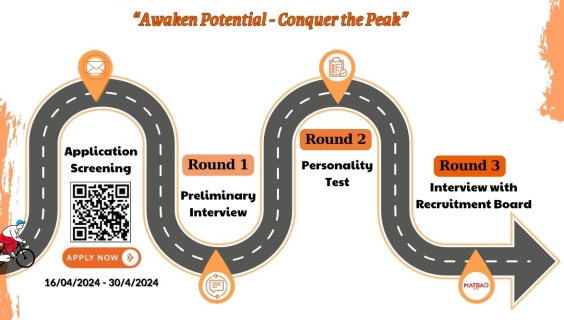 “Awaken Potential - Conquer the Peak”
Application
Screening
APPLY NOW
16/04/2024 - 30/4/2024
Round 1
Preliminary
Interview
Round 2
Personality
Test
Round 3
Interview with
Recruitment Board
MATBAO